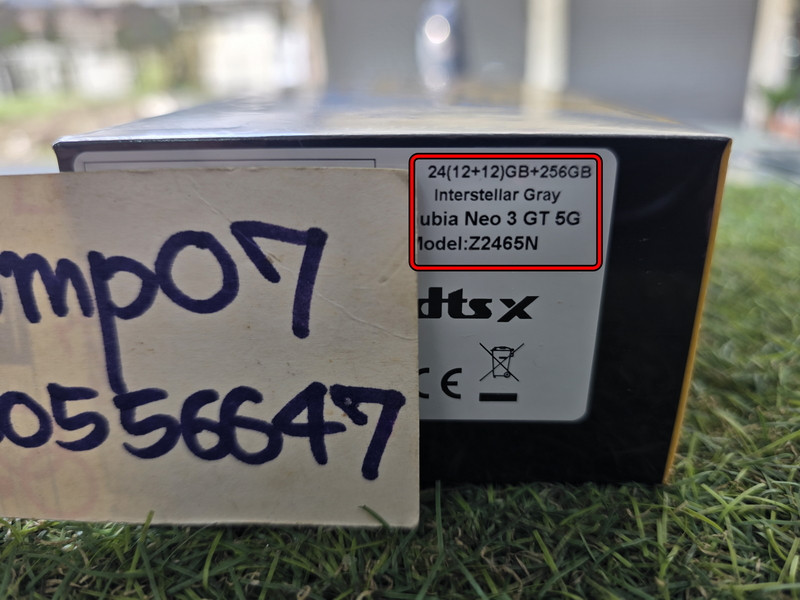 24(12+12)GB+256GB
Interstellar Gray
ubia Neo 3 GT 5G
Model:Z2465N
dts X
CE
mp07
0556647